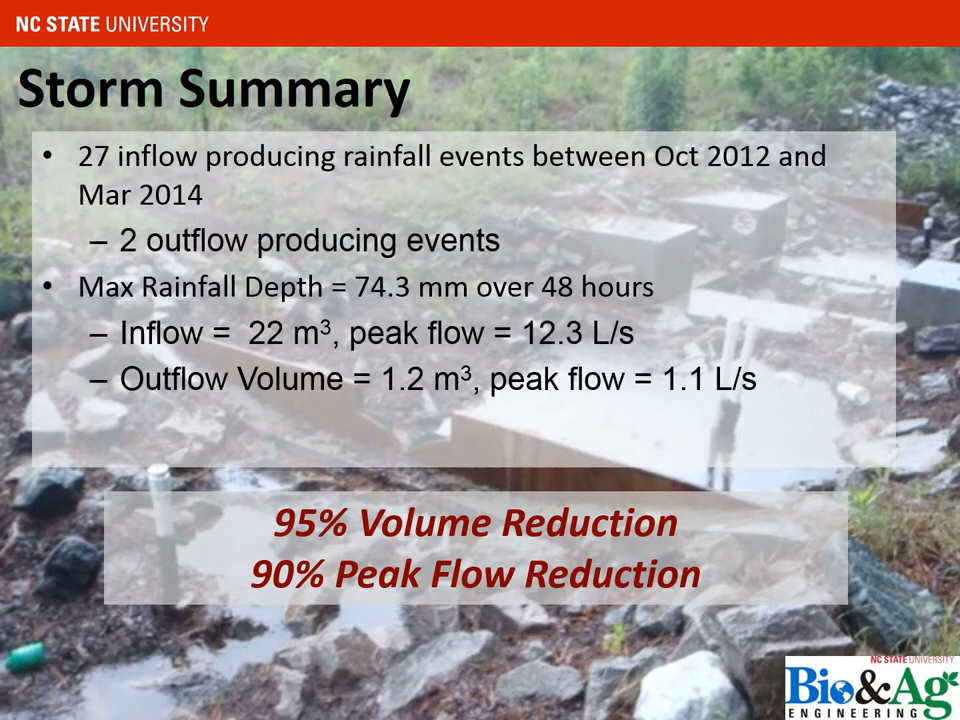 NC STATE UNIVERSITY
Storm Summary
• 27 inflow producing rainfall events between Oct 2012 and
Mar 2014
– 2 outflow producing events
• Max Rainfall Depth = 74.3 mm over 48 hours
– Inflow = 22 m³, peak flow = 12.3 L/s
– Outflow Volume = 1.2 m³, peak flow = 1.1 L/s
95% Volume Reduction
90% Peak Flow Reduction
NC STATE UNIVERSITY
Bio&Ag
ENGINEERING